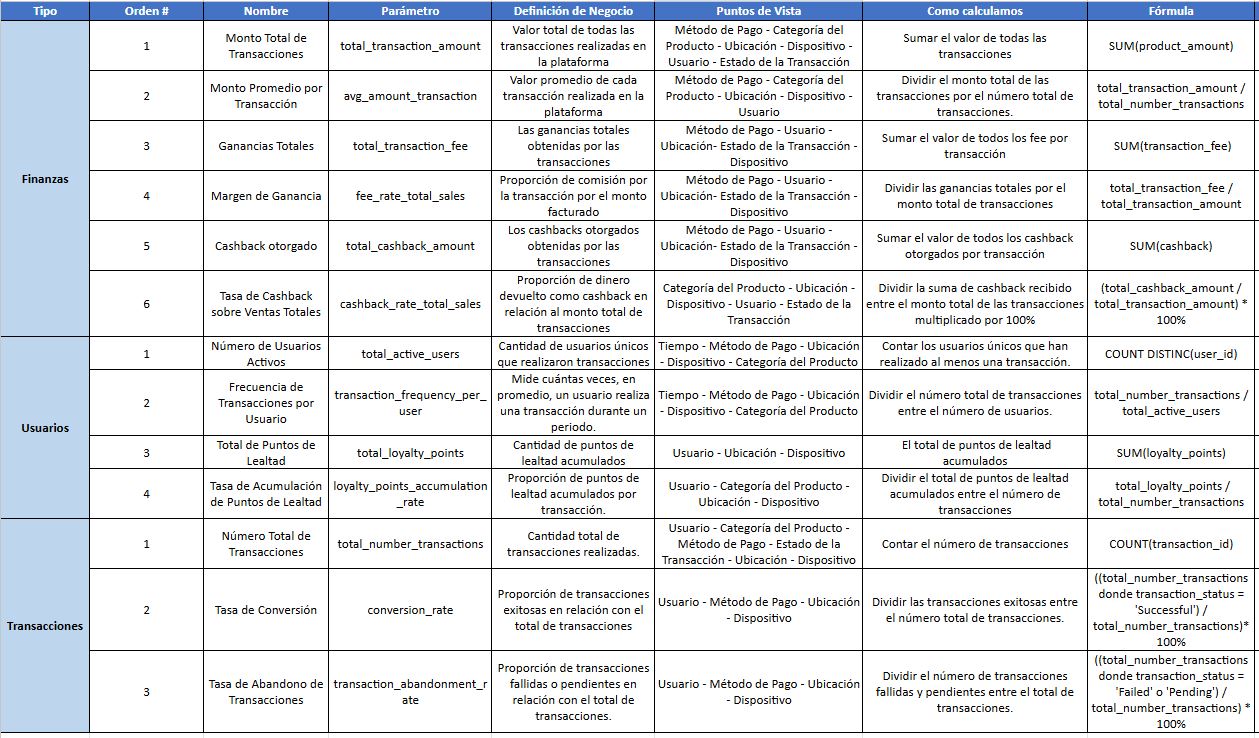 Tipo
Orden #
Nombre
Parámetro
Definición de Negocio
Puntos de Vista
Como calculamos
Fórmula
Finanzas
1
Monto Total de
Transacciones
total_transaction_amount
Valor total de todas las
transacciones realizadas en
la plataforma
Método de Pago - Categoría del
Producto - Ubicación - Dispositivo -
Usuario - Estado de la Transacción
Sumar el valor de todas las
transacciones
SUM(product_amount)
2
Monto Promedio por
Transacción
avg_amount_transaction
Valor promedio de cada
transacción realizada en la
plataforma
Método de Pago - Categoría del
Producto - Ubicación - Dispositivo -
Usuario
Dividir el monto total de las
transacciones por el número total de
transacciones.
total_transaction_amount /
total_number_transactions
3
Ganancias Totales
total_transaction_fee
Las ganancias totales
obtenidas por las
transacciones
Método de Pago - Usuario -
Ubicación- Estado de la Transacción -
Dispositivo
Sumar el valor de todos los fee por
transacción
SUM(transaction_fee)
4
Margen de Ganancia
fee_rate_total_sales
Proporción de comisión por
la transacción por el monto
facturado
Método de Pago - Usuario -
Ubicación- Estado de la Transacción -
Dispositivo
Dividir las ganancias totales por el
monto total de transacciones
total_transaction_fee /
total_transaction_amount
5
Cashback otorgado
total_cashback_amount
Los cashbacks otorgados
obtenidas por las
transacciones
Método de Pago - Usuario -
Ubicación- Estado de la Transacción -
Dispositivo
Sumar el valor de todos los cashback
otorgados por transacción
SUM(cashback)
6
Tasa de Cashback
sobre Ventas Totales
cashback_rate_total_sales
Proporción de dinero
devuelto como cashback en
relación al monto total de
transacciones
Categoría del Producto - Ubicación -
Dispositivo - Usuario - Estado de la
Transacción
Dividir la suma de cashback recibido
entre el monto total de las transacciones
multiplicado por 100%
(total_cashback_amount /
total_transaction_amount) *
100%
Usuarios
1
Número de Usuarios
Activos
total_active_users
Cantidad de usuarios únicos
que realizaron transacciones
Tiempo - Método de Pago - Ubicación
- Dispositivo - Categoría del Producto
Contar los usuarios únicos que han
realizado al menos una transacción.
COUNT DISTINC(user_id)
2
Frecuencia de
Transacciones por
Usuario
transaction_frequency_per_
user
Mide cuántas veces, en
promedio, un usuario realiza
una transacción durante un
periodo.
Tiempo - Método de Pago - Ubicación
- Dispositivo - Categoría del Producto
Dividir el número total de transacciones
entre el número de usuarios.
total_number_transactions /
total_active_users
3
Total de Puntos de
Lealtad
total_loyalty_points
Cantidad de puntos de
lealtad acumulados
Usuario - Ubicación - Dispositivo
El total de puntos de lealtad
acumulados
SUM(loyalty_points)
4
Tasa de Acumulación
de Puntos de Lealtad
loyalty_points_accumulation
_rate
Proporción de puntos de
lealtad acumulados por
transacción.
Usuario - Categoría del Producto -
Ubicación - Dispositivo
Dividir el total de puntos de lealtad
acumulados entre el número de
transacciones
total_loyalty_points /
total_number_transactions
Transacciones
1
Número Total de
Transacciones
total_number_transactions
Cantidad total de
transacciones realizadas.
Usuario - Categoría del Producto -
Método de Pago - Estado de la
Transacción - Ubicación - Dispositivo
Contar el número de transacciones
COUNT(transaction_id)
2
Tasa de Conversión
conversion_rate
Proporción de transacciones
exitosas en relación con el
total de transacciones
Usuario - Método de Pago - Ubicación
- Dispositivo
Dividir las transacciones exitosas entre
el número total de transacciones.
((total_number_transactions
donde transaction_status =
'Successful') /
total_number_transactions)*
100%
3
Tasa de Abandono de
Transacciones
transaction_abandonment_r
ate
Proporción de transacciones
fallidas o pendientes en
relación con el total de
transacciones.
Usuario - Método de Pago - Ubicación
- Dispositivo
Dividir el número de transacciones
fallidas y pendientes entre el total de
transacciones.
((total_number_transactions
donde transaction_status =
'Failed' o 'Pending') /
total_number_transactions) *
100%